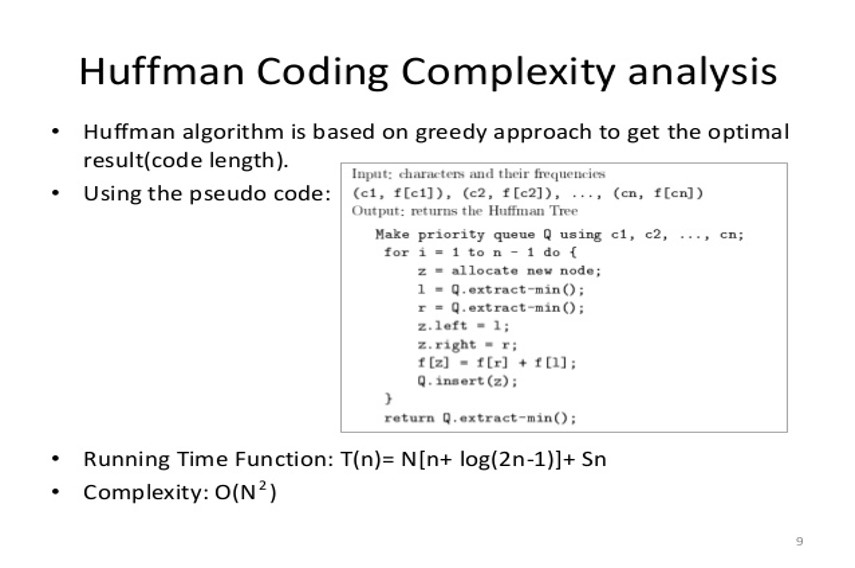 Huffman Coding Complexity analysis
• Huffman algorithm is based on greedy approach to get the optimal
result(code length).
• Using the pseudo code:
Input: characters and their frequencies
(c1, f[c1]), (c2, f[c2]), ..., (cn, f[cn])
Output: returns the Huffman Tree
Make priority queue Q using c1, c2, ..., cn;
for i = 1 to n - 1 do {
z = allocate new node;
l = Q.extract-min();
r = Q.extract-min();
z.left = l;
z.right = r;
f[z] = f[r] + f[l];
Q.insert(z);
}
return Q.extract-min();
• Running Time Function: T(n)= N[n+ log(2n-1)]+ Sn
• Complexity: O(N²)
9